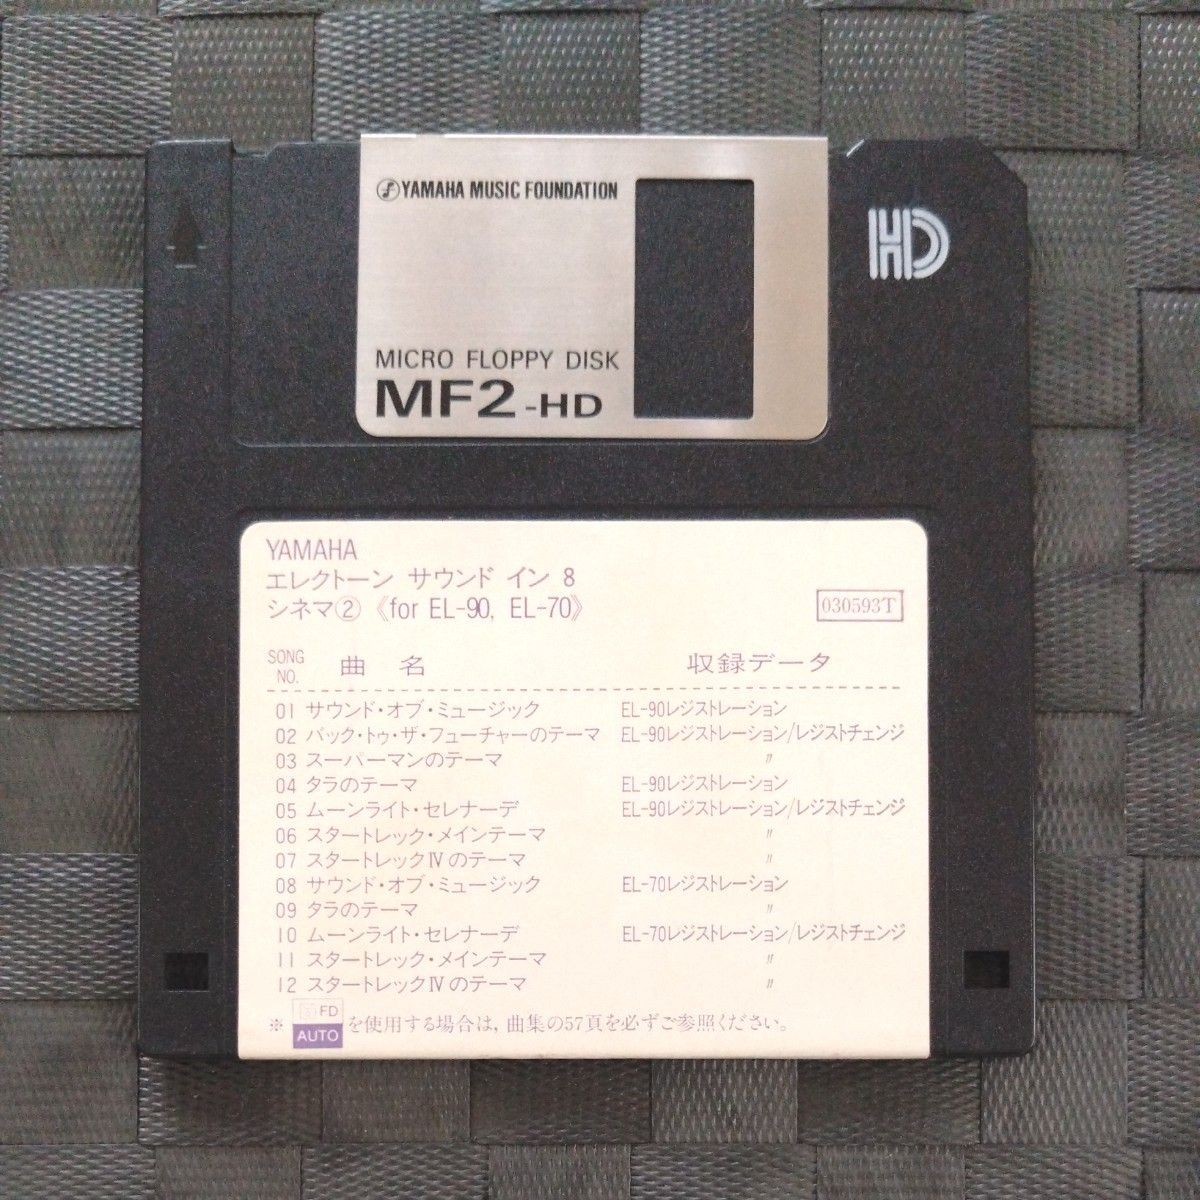 YAMAHA MUSIC FOUNDATION
HD
MICRO FLOPPY DISK
MF2-HD
YAMAHA
エレクトーン サウンド イン 8
シネマ② 《for EL-90, EL-70》 030593T
SONG NO. 曲 名 収録データ
01 サウンド・オブ・ミュージック EL-90レジストレーション
02 バック・トゥ・ザ・フューチャーのテーマ EL-90レジストレーション/レジストチェンジ
03 スーパーマンのテーマ 〃
04 タラのテーマ EL-90レジストレーション
05 ムーンライト・セレナーデ EL-90レジストレーション/レジストチェンジ
06 スタートレック・メインテーマ 〃
07 スタートレックⅣのテーマ 〃
08 サウンド・オブ・ミュージック EL-70レジストレーション
09 タラのテーマ 〃
10 ムーンライト・セレナーデ EL-70レジストレーション/レジストチェンジ
11 スタートレック・メインテーマ 〃
12 スタートレックⅣのテーマ 〃
※ FD AUTO を使用する場合は, 曲集の57頁を必ずご参照ください。